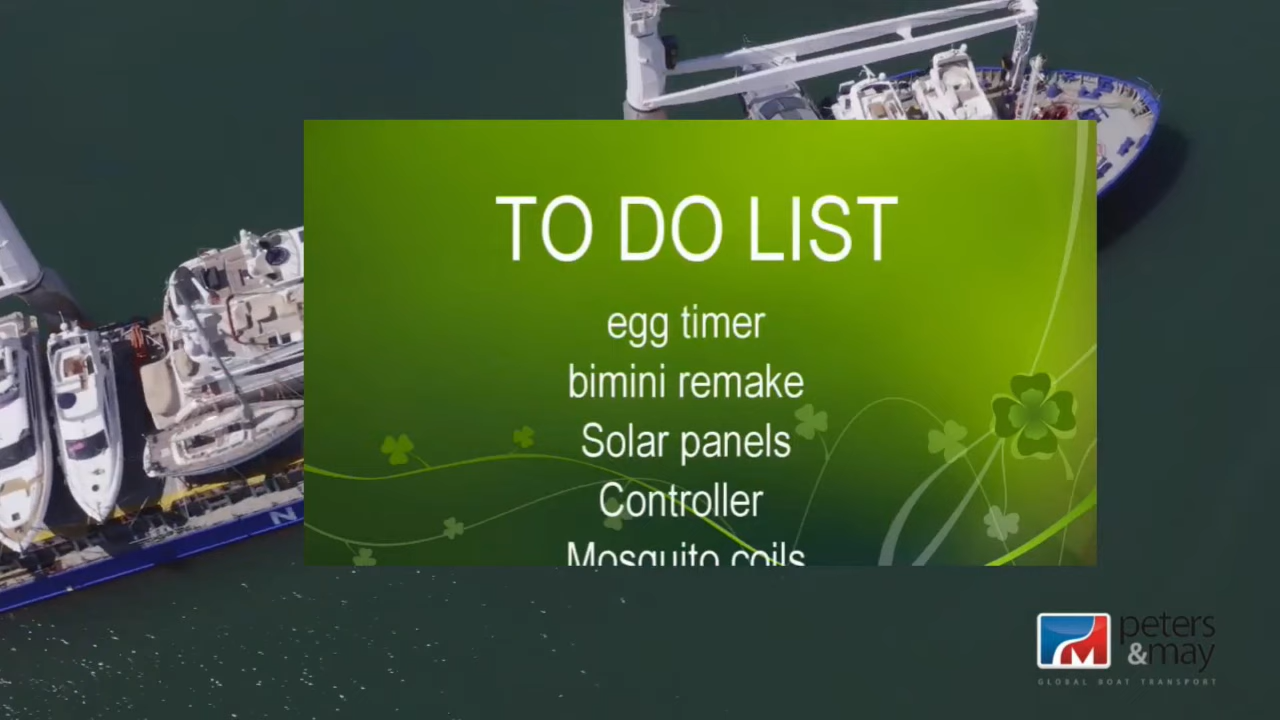 TO DO LIST
egg timer
bimini remake
Solar panels
Controller
Mosquito coils
N
peters
&may
GLOBAL BOAT TRANSPORT